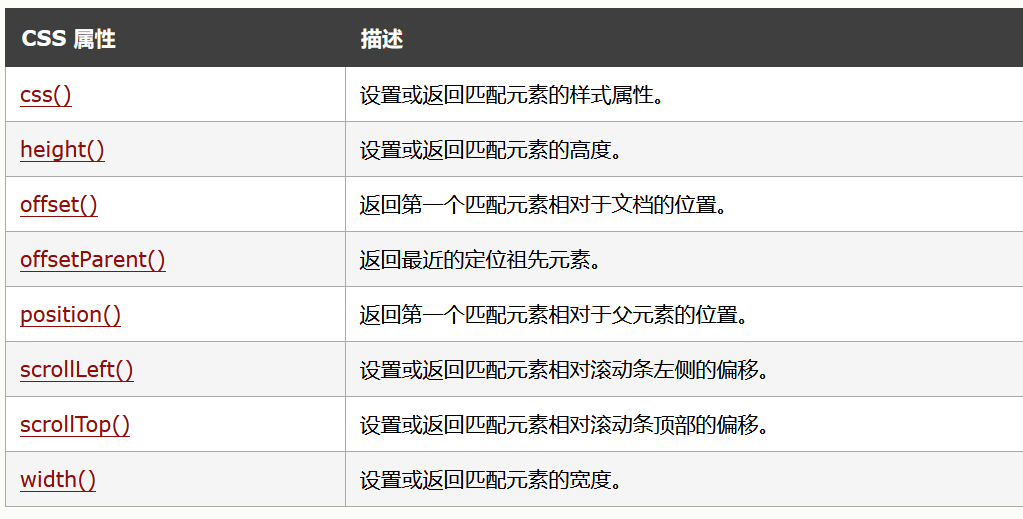 CSS 属性 描述
css() 设置或返回匹配元素的样式属性。
height() 设置或返回匹配元素的高度。
offset() 返回第一个匹配元素相对于文档的位置。
offsetParent() 返回最近的定位祖先元素。
position() 返回第一个匹配元素相对于父元素的位置。
scrollLeft() 设置或返回匹配元素相对滚动条左侧的偏移。
scrollTop() 设置或返回匹配元素相对滚动条顶部的偏移。
width() 设置或返回匹配元素的宽度。